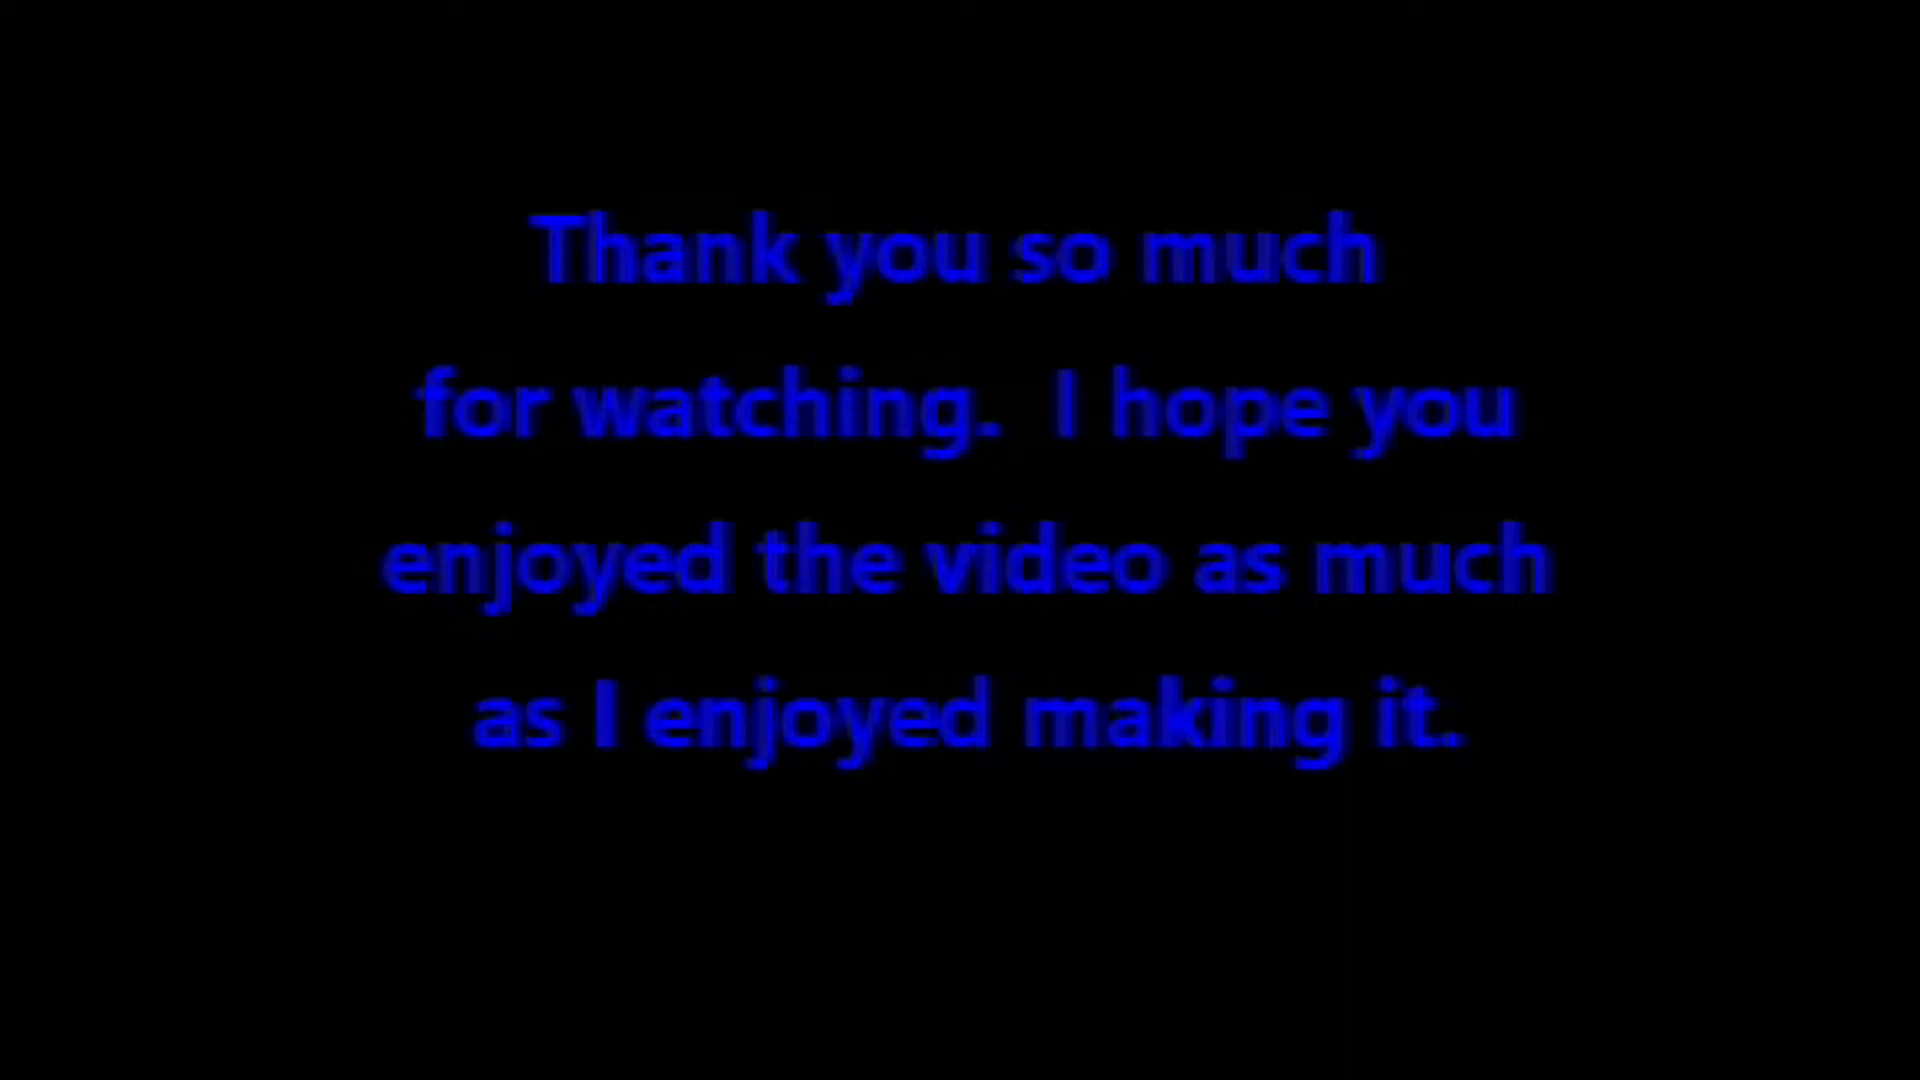 Thank you so much
for watching.  I hope you
enjoyed the video as much
as I enjoyed making it.